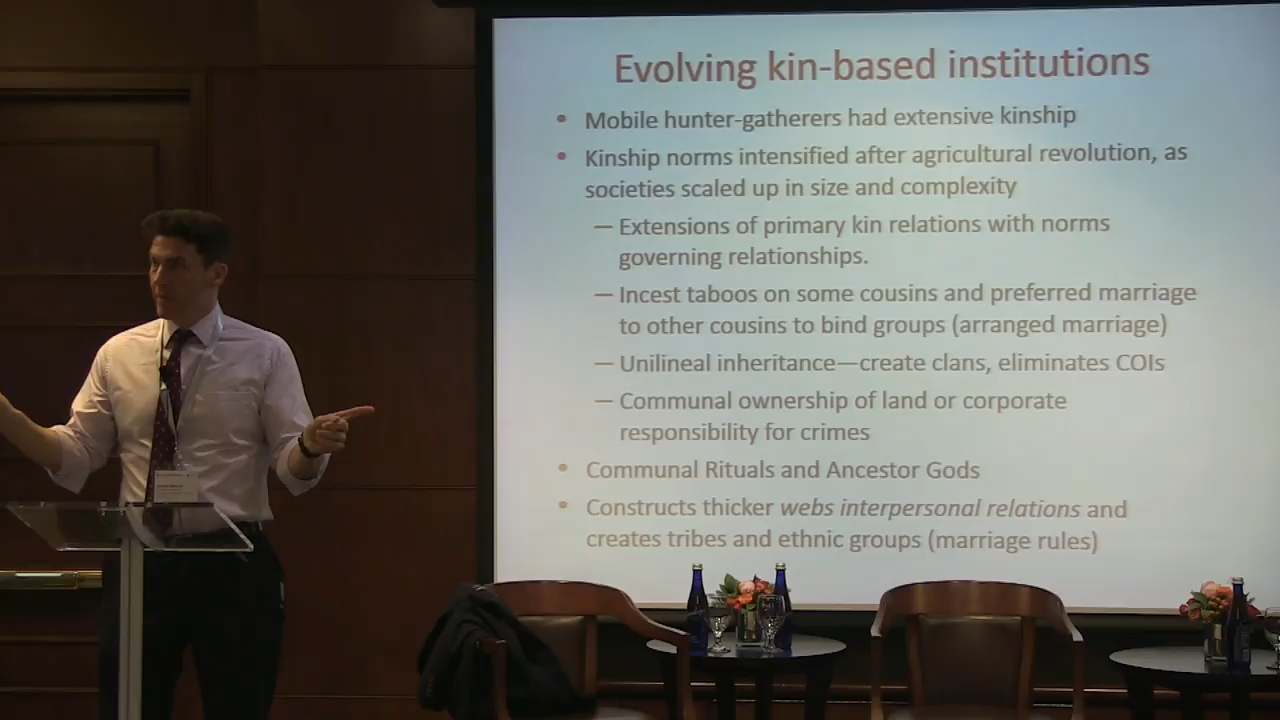 Evolving kin-based institutions
• Mobile hunter-gatherers had extensive kinship
• Kinship norms intensified after agricultural revolution, as
societies scaled up in size and complexity
— Extensions of primary kin relations with norms
governing relationships.
— Incest taboos on some cousins and preferred marriage
to other cousins to bind groups (arranged marriage)
— Unilineal inheritance—create clans, eliminates COIs
— Communal ownership of land or corporate
responsibility for crimes
• Communal Rituals and Ancestor Gods
• Constructs thicker webs interpersonal relations and
creates tribes and ethnic groups (marriage rules)